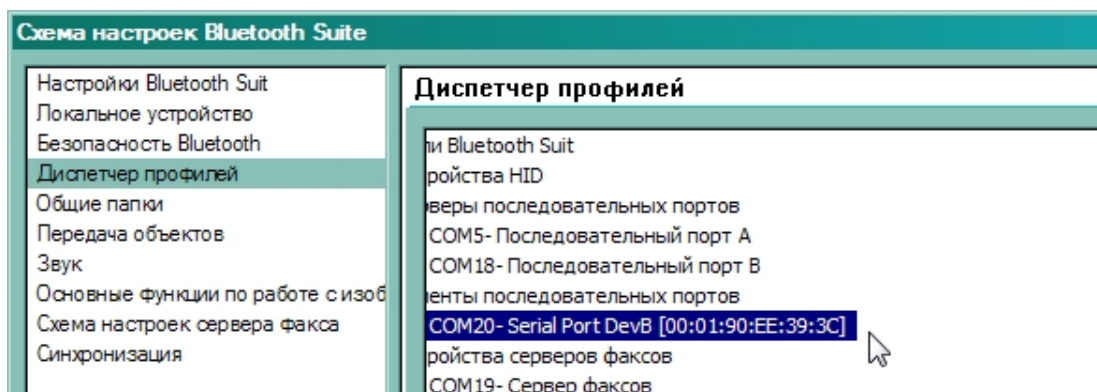 Схема настроек Bluetooth Suite
Настройки Bluetooth Suit
Локальное устройство
Безопасность Bluetooth
Диспетчер профилей
Общие папки
Передача объектов
Звук
Основные функции по работе с изоб
Схема настроек сервера факса
Синхронизация
Диспетчер профилей
ли Bluetooth Suit
ройства HID
рверы последовательных портов
COM5- Последовательный порт A
COM18- Последовательный порт B
иенты последовательных портов
COM20- Serial Port DevB [00:01:90:EE:39:3C]
ройства серверов факсов
COM19- Сервер факсов